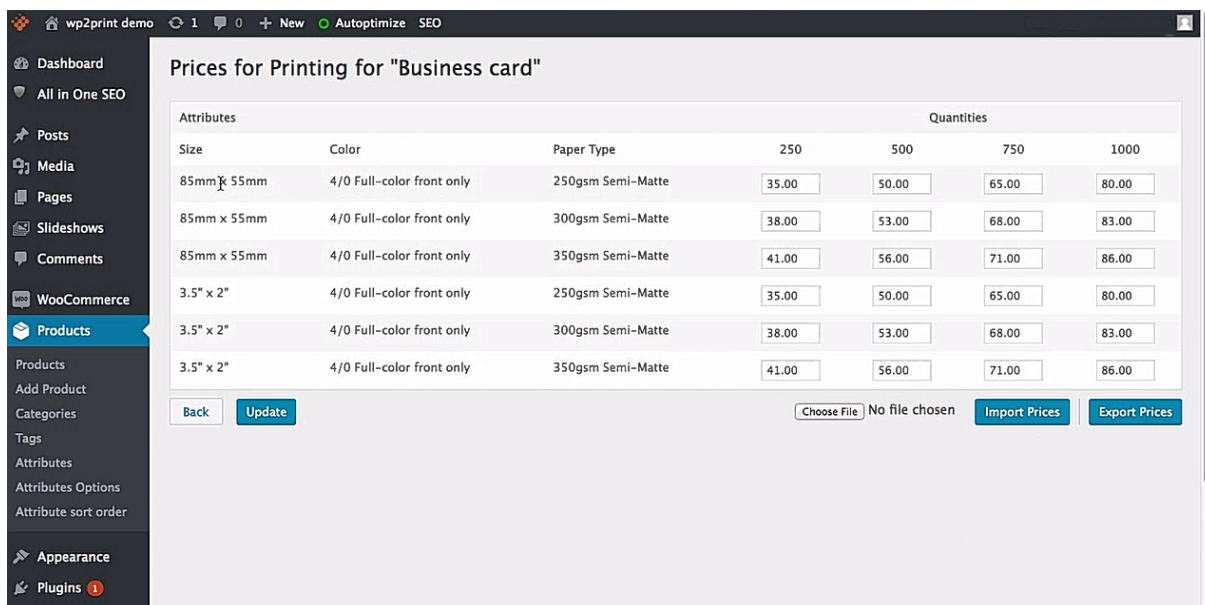 wp2print demo 1 0 + New Autoptimize SEO
Dashboard
All in One SEO
Posts
Media
Pages
Slideshows
Comments
WooCommerce
Products
Products
Add Product
Categories
Tags
Attributes
Attributes Options
Attribute sort order
Appearance
Plugins 1
Prices for Printing for "Business card"
Attributes Quantities
Size Color Paper Type 250 500 750 1000
85mm x 55mm 4/0 Full-color front only 250gsm Semi-Matte 35.00 50.00 65.00 80.00
85mm x 55mm 4/0 Full-color front only 300gsm Semi-Matte 38.00 53.00 68.00 83.00
85mm x 55mm 4/0 Full-color front only 350gsm Semi-Matte 41.00 56.00 71.00 86.00
3.5" x 2" 4/0 Full-color front only 250gsm Semi-Matte 35.00 50.00 65.00 80.00
3.5" x 2" 4/0 Full-color front only 300gsm Semi-Matte 38.00 53.00 68.00 83.00
3.5" x 2" 4/0 Full-color front only 350gsm Semi-Matte 41.00 56.00 71.00 86.00
Back Update Choose File No file chosen Import Prices Export Prices